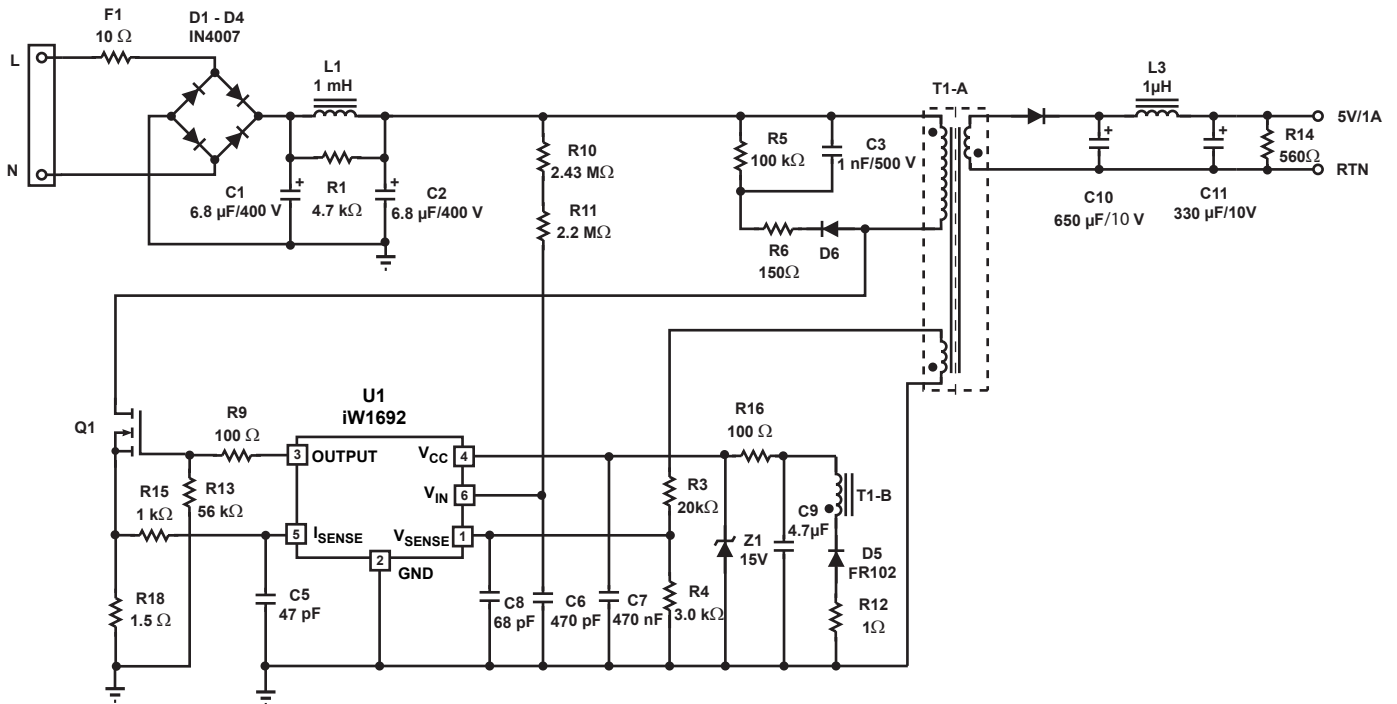 F1
10 Ω
D1 - D4
IN4007
L
N
L1
1 mH
C1
6.8 µF/400 V
R1
4.7 kΩ
C2
6.8 µF/400 V
R10
2.43 MΩ
R11
2.2 MΩ
R5
100 kΩ
C3
1 nF/500 V
R6
150Ω
D6
T1-A
L3
1µH
5V/1A
R14
560Ω
RTN
C10
650 µF/10 V
C11
330 µF/10V
Q1
R9
100 Ω
U1
iW1692
3
OUTPUT
VCC
4
VIN
6
5
ISENSE
VSENSE
1
2
GND
R15
1 kΩ
R13
56 kΩ
R18
1.5 Ω
C5
47 pF
C8
68 pF
C6
470 pF
C7
470 nF
R3
20kΩ
R4
3.0 kΩ
R16
100 Ω
Z1
15V
C9
4.7µF
T1-B
D5
FR102
R12
1Ω